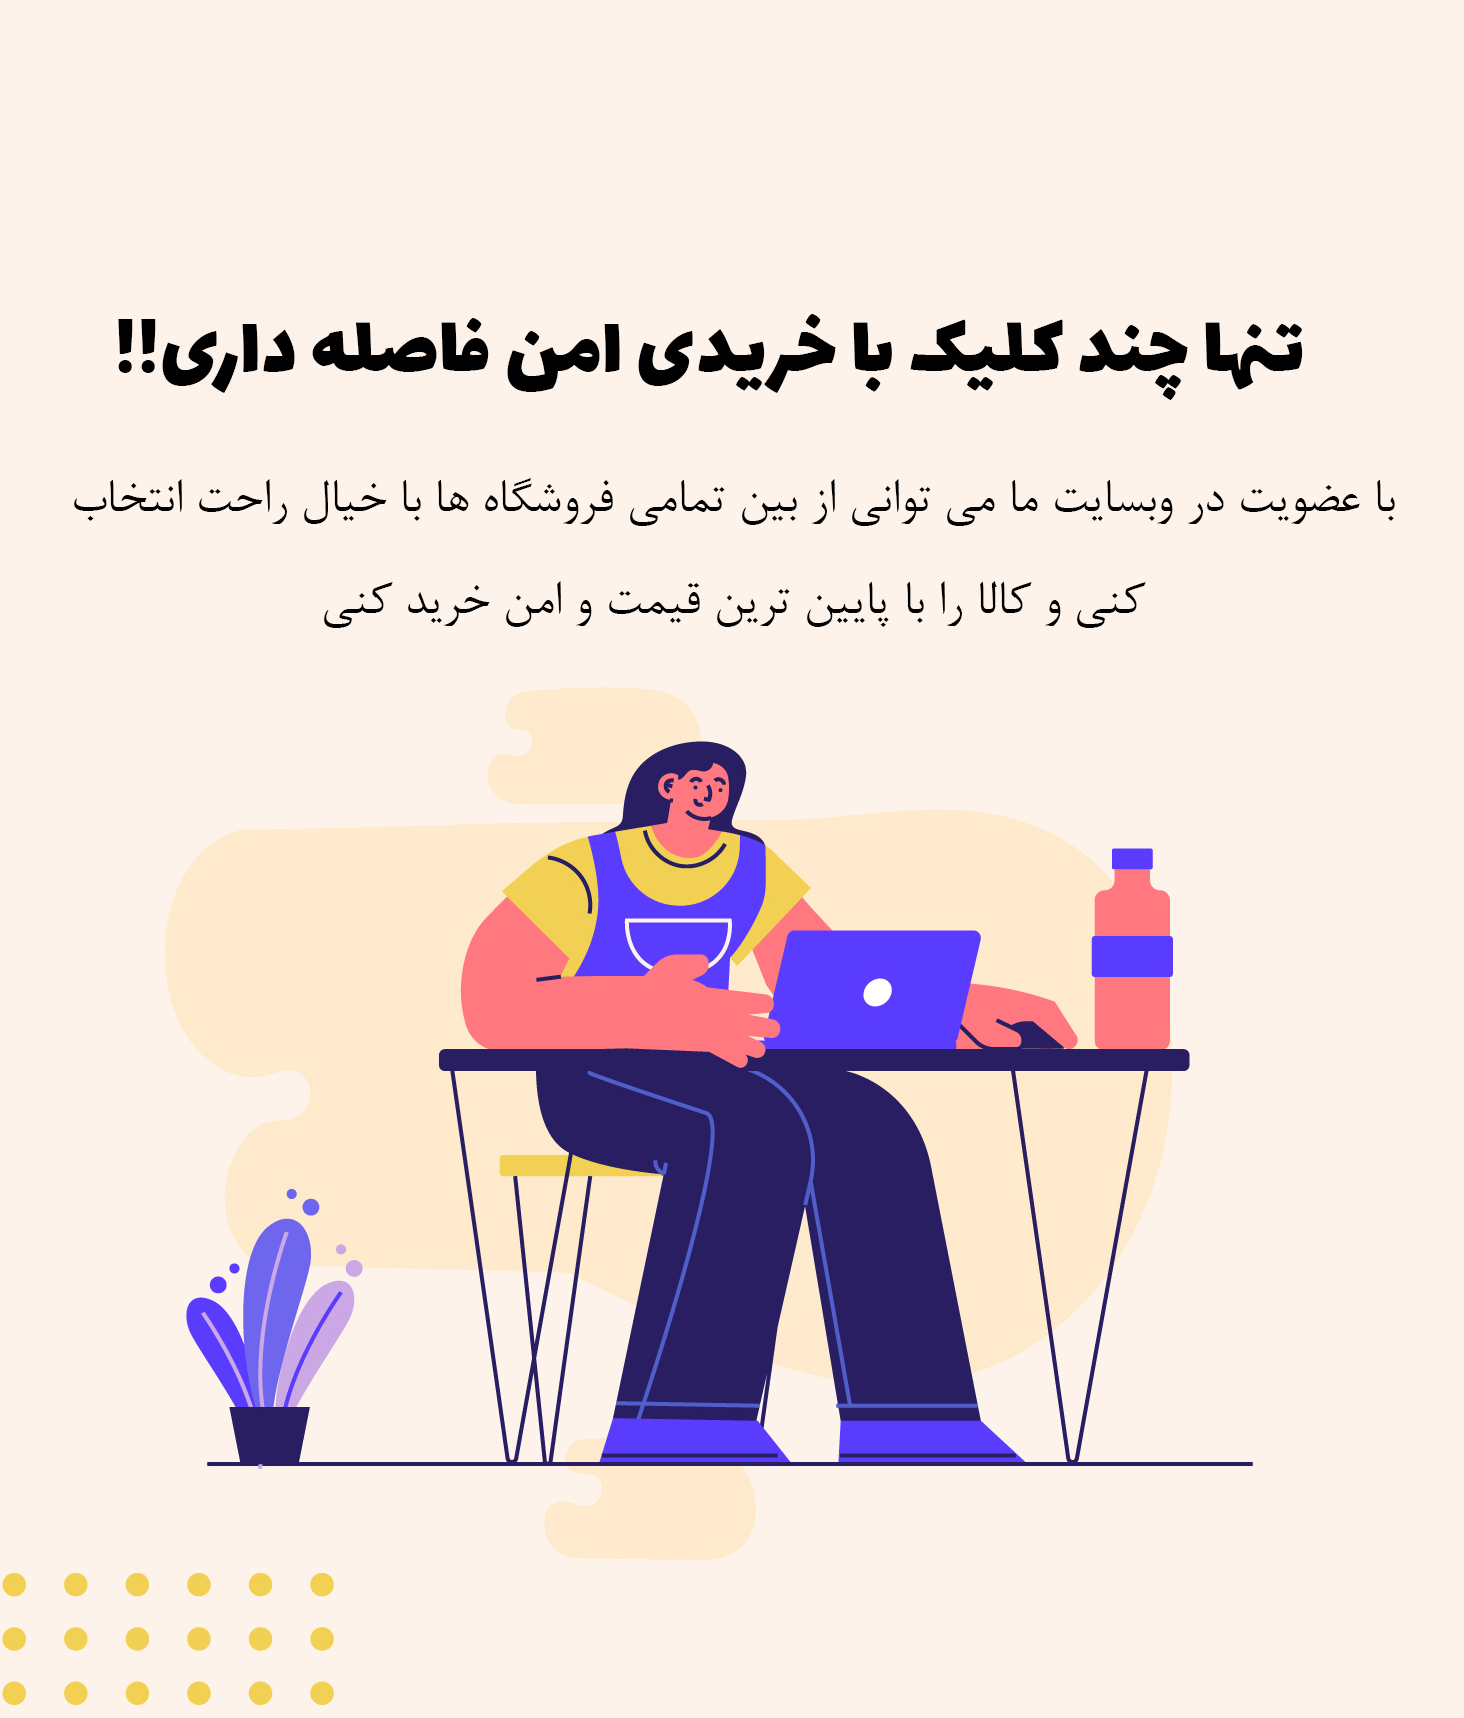 تنها چند کلیک با خریدی امن فاصله داری!!
با عضویت در وبسایت ما می توانی از بین تمامی فروشگاه ها با خیال راحت انتخاب
کنی و کالا را با پایین ترین قیمت و امن خرید کنی